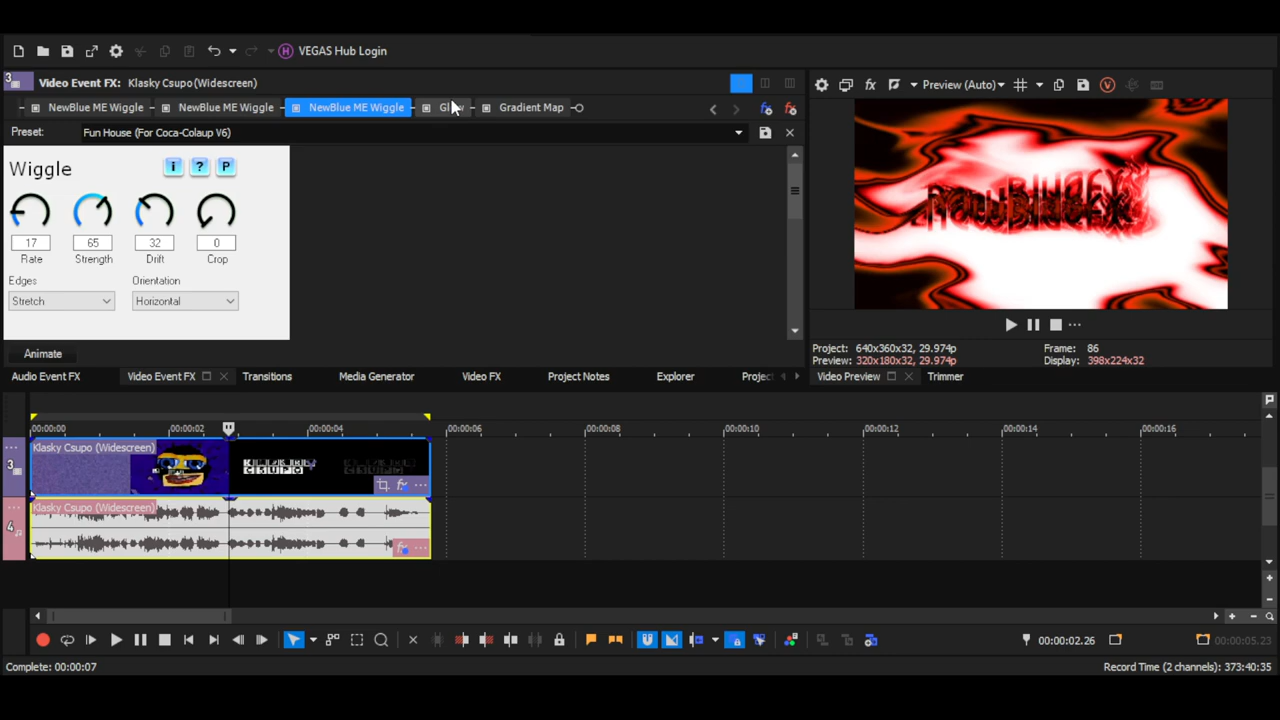 VEGAS Hub Login
3 Video Event FX: Klasky Csupo (Widescreen)
NewBlue ME Wiggle NewBlue ME Wiggle NewBlue ME Wiggle Glow Gradient Map
Preset: Fun House (For Coca-Colaup V6)
Preview (Auto)
Wiggle i ? P
17 65 32 0
Rate Strength Drift Crop
Edges Orientation
Stretch Horizontal
Animate
Project: 640x360x32, 29.974p Frame: 86
Preview: 320x180x32, 29.974p Display: 398x224x32
Audio Event FX Video Event FX Transitions Media Generator Video FX Project Notes Explorer Projec Video Preview Trimmer
00:00:00 00:00:02 00:00:04 00:00:06 00:00:08 00:00:10 00:00:12 00:00:14 00:00:16
3 Klasky Csupo (Widescreen)
4 Klasky Csupo (Widescreen)
00:00:02.26 00:00:05.23
Complete: 00:00:07 Record Time (2 channels): 373:40:35